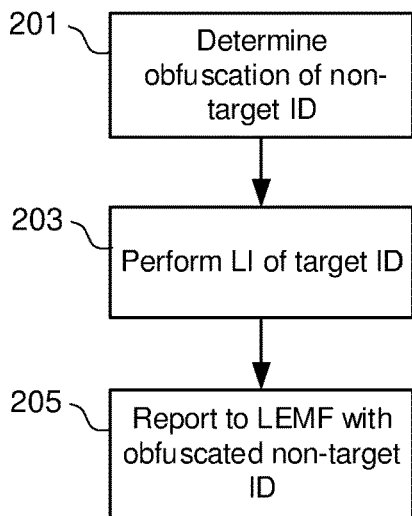 201
Determine
obfuscation of non-
target ID
203
Perform LI of target ID
205
Report to LEMF with
obfuscated non-target
ID